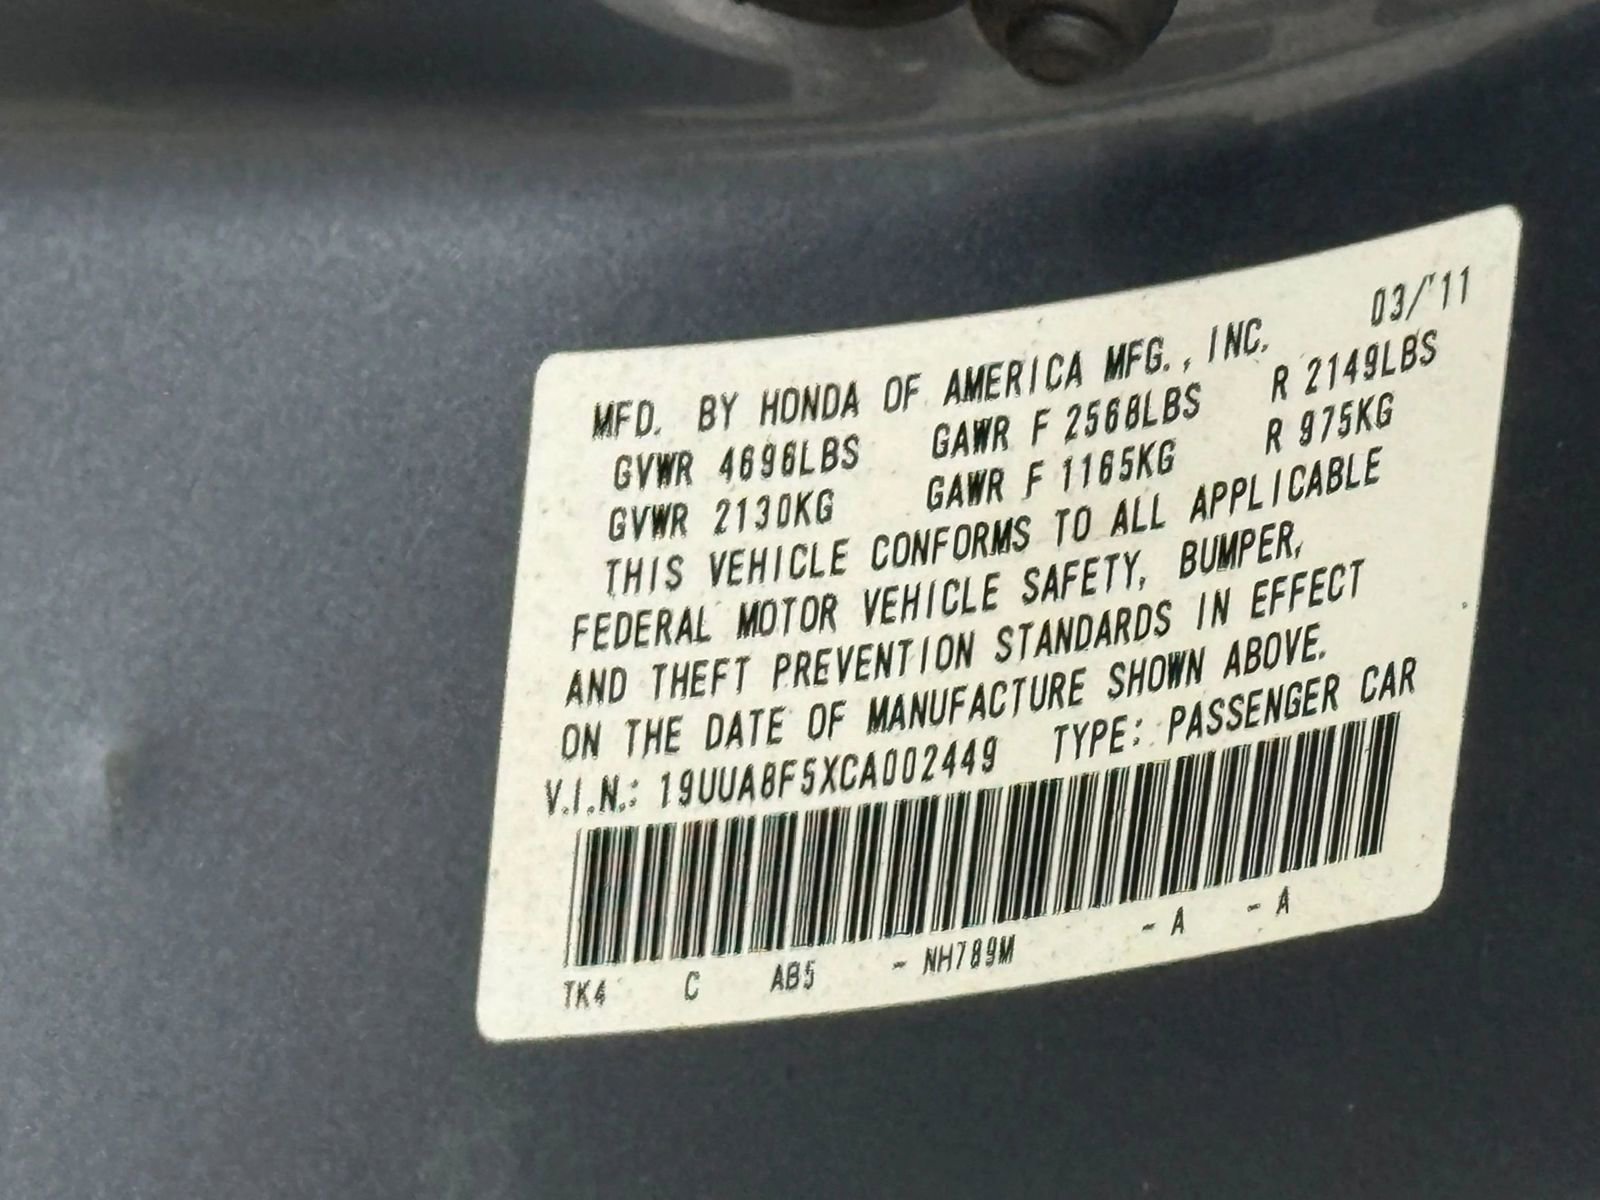 03/'11
MFD. BY HONDA OF AMERICA MFG., INC.
GVWR 4696LBS GAWR F 2568LBS R 2149LBS
GVWR 2130KG GAWR F 1165KG R 975KG
THIS VEHICLE CONFORMS TO ALL APPLICABLE
FEDERAL MOTOR VEHICLE SAFETY, BUMPER,
AND THEFT PREVENTION STANDARDS IN EFFECT
ON THE DATE OF MANUFACTURE SHOWN ABOVE.
V.I.N.: 19UUA8F5XCA002449 TYPE: PASSENGER CAR
TK4 C AB5 - NH789M - A - A